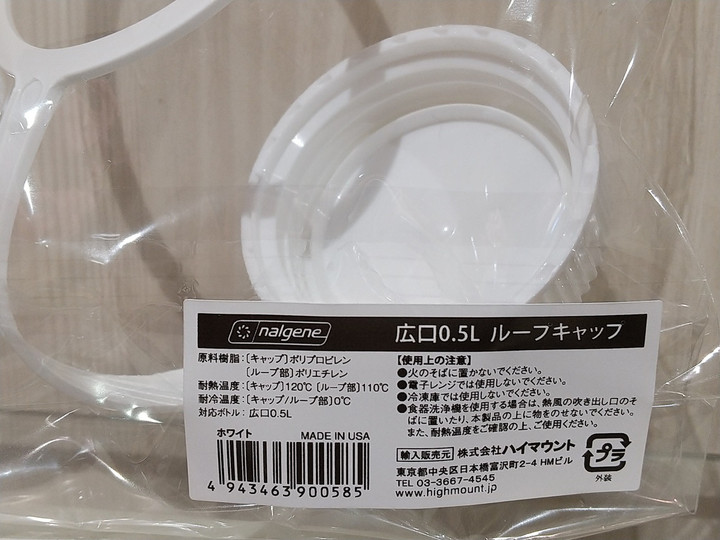 nalgene
広口0.5L ループキャップ
原料樹脂：〔キャップ〕ポリプロピレン
〔ループ部〕ポリエチレン
耐熱温度：〔キャップ〕120℃〔ループ部〕110℃
耐冷温度：〔キャップ/ループ部〕0℃
対応ボトル：広口0.5L
ホワイト
MADE IN USA
4 943463 900585
【使用上の注意】
●火のそばに置かないでください。
●電子レンジでは使用しないでください。
●冷凍庫では使用しないでください。
●食器洗浄機を使用する場合は、熱風の吹き出し口のそ
ばに置いたり、本製品の上に物をのせないでください。
また、耐熱温度をご確認の上、ご使用ください。
輸入販売元 株式会社ハイマウント
東京都中央区日本橋富沢町2-4 HMビル
TEL 03-3667-4545
www.highmount.jp
プラ
外装